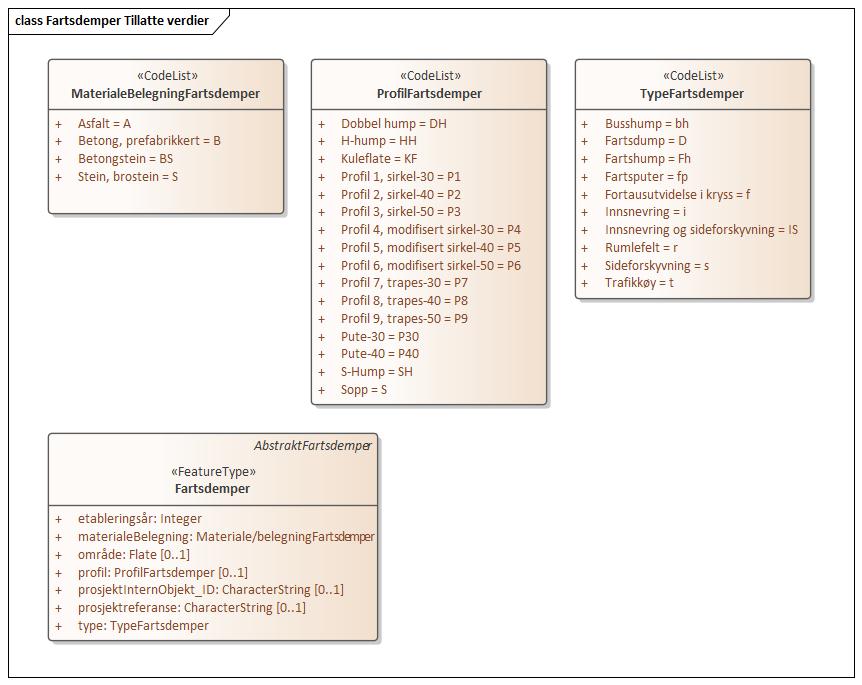 class Fartsdemper Tillatte verdier
«CodeList»
MaterialeBelegningFartsdemper
+ Asfalt = A
+ Betong, prefabrikkert = B
+ Betongstein = BS
+ Stein, brostein = S
«CodeList»
ProfilFartsdemper
+ Dobbel hump = DH
+ H-hump = HH
+ Kuleflate = KF
+ Profil 1, sirkel-30 = P1
+ Profil 2, sirkel-40 = P2
+ Profil 3, sirkel-50 = P3
+ Profil 4, modifisert sirkel-30 = P4
+ Profil 5, modifisert sirkel-40 = P5
+ Profil 6, modifisert sirkel-50 = P6
+ Profil 7, trapes-30 = P7
+ Profil 8, trapes-40 = P8
+ Profil 9, trapes-50 = P9
+ Pute-30 = P30
+ Pute-40 = P40
+ S-Hump = SH
+ Sopp = S
«CodeList»
TypeFartsdemper
+ Busshump = bh
+ Fartsdump = D
+ Fartshump = Fh
+ Fartsputer = fp
+ Fortausutvidelse i kryss = f
+ Innsnevring = i
+ Innsnevring og sideforskyvning = IS
+ Rumlefelt = r
+ Sideforskyvning = s
+ Trafikkøy = t
AbstraktFartsdemper
«FeatureType»
Fartsdemper
+ etableringsår: Integer
+ materialeBelegning: Materiale/belegningFartsdemper
+ område: Flate [0..1]
+ profil: ProfilFartsdemper [0..1]
+ prosjektInternObjekt_ID: CharacterString [0..1]
+ prosjektreferanse: CharacterString [0..1]
+ type: TypeFartsdemper